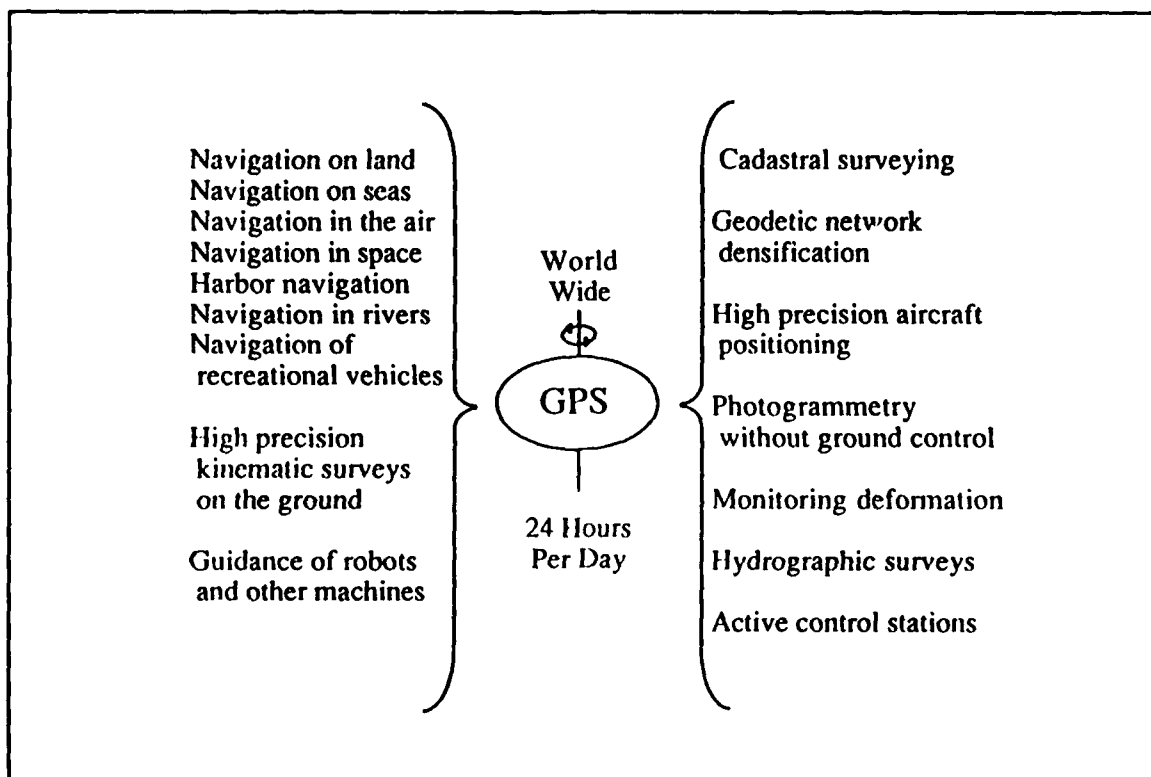 Navigation on land
Navigation on seas
Navigation in the air
Navigation in space
Harbor navigation
Navigation in rivers
Navigation of
recreational vehicles
High precision
kinematic surveys
on the ground
Guidance of robots
and other machines
World
Wide
GPS
24 Hours
Per Day
Cadastral surveying
Geodetic network
densification
High precision aircraft
positioning
Photogrammetry
without ground control
Monitoring deformation
Hydrographic surveys
Active control stations